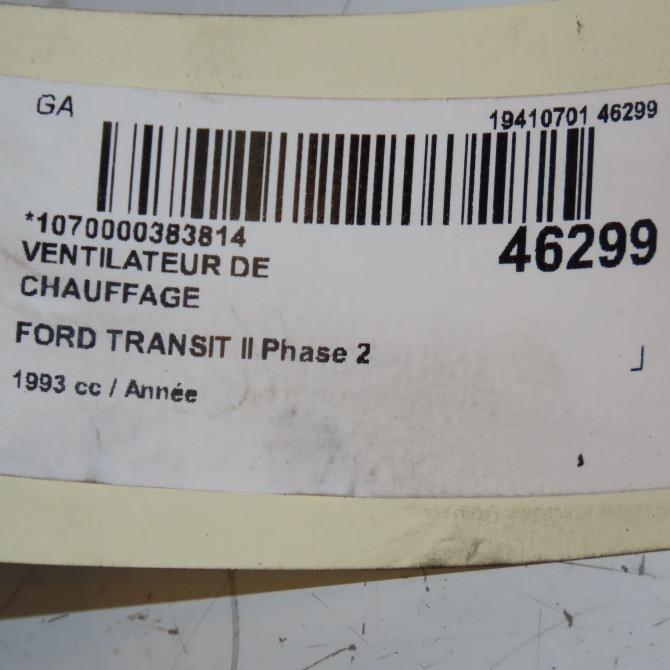 GA
19410701 46299
*1070000383814
46299
VENTILATEUR DE
CHAUFFAGE
FORD TRANSIT II Phase 2
1993 cc / Année